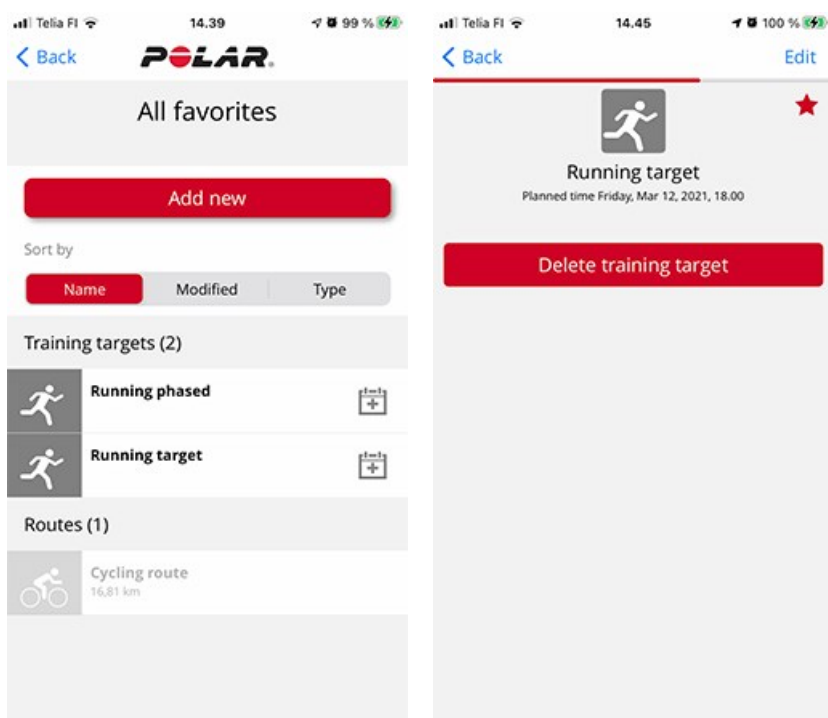 Telia FI 14.39 99 %
Back POLAR.
All favorites
Add new
Sort by
Name Modified Type
Training targets (2)
Running phased
Running target
Routes (1)
Cycling route
16,81 km
Telia FI 14.45 100 %
Back Edit
Running target
Planned time Friday, Mar 12, 2021, 18.00
Delete training target